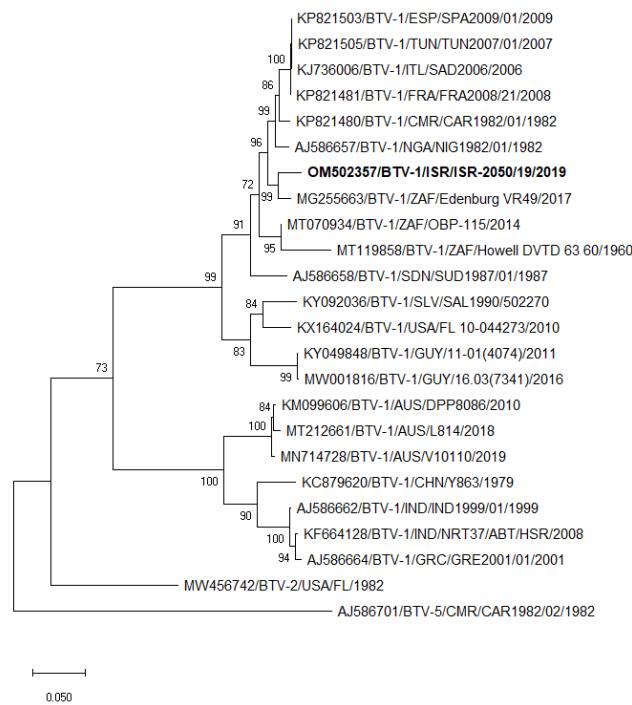 KP821503/BTV-1/ESP/SPA2009/01/2009
100
KP821505/BTV-1/TUN/TUN2007/01/2007
KJ736006/BTV-1/ITL/SAD2006/2006
86
KP821481/BTV-1/FRA/FRA2008/21/2008
99
KP821480/BTV-1/CMR/CAR1982/01/1982
96
AJ586657/BTV-1/NGA/NIG1982/01/1982
OM502357/BTV-1/ISR/ISR-2050/19/2019
72
99
MG255663/BTV-1/ZAF/Edenburg VR49/2017
91
MT070934/BTV-1/ZAF/OBP-115/2014
95
MT119858/BTV-1/ZAF/Howell DVTD 63 60/1960
99
AJ586658/BTV-1/SDN/SUD1987/01/1987
84
KY092036/BTV-1/SLV/SAL1990/502270
KX164024/BTV-1/USA/FL 10-044273/2010
83
KY049848/BTV-1/GUY/11-01(4074)/2011
73
99
MW001816/BTV-1/GUY/16.03(7341)/2016
84
KM099606/BTV-1/AUS/DPP8086/2010
100
MT212661/BTV-1/AUS/L814/2018
MN714728/BTV-1/AUS/V10110/2019
100
KC879620/BTV-1/CHN/Y863/1979
90
AJ586662/BTV-1/IND/IND1999/01/1999
100
KF664128/BTV-1/IND/NRT37/ABT/HSR/2008
94
AJ586664/BTV-1/GRC/GRE2001/01/2001
MW456742/BTV-2/USA/FL/1982
AJ586701/BTV-5/CMR/CAR1982/02/1982
0.050